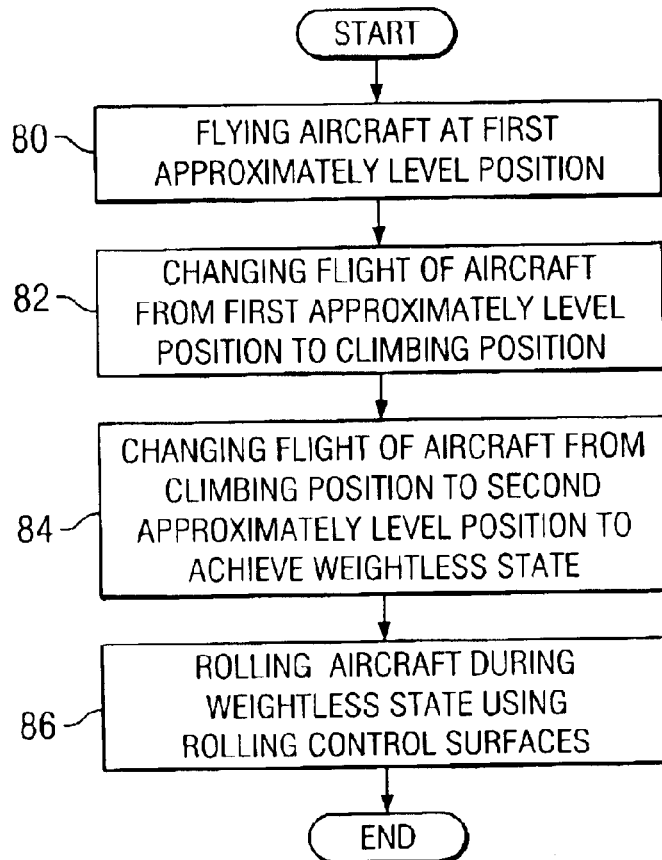 START
80
FLYING AIRCRAFT AT FIRST
APPROXIMATELY LEVEL POSITION
82
CHANGING FLIGHT OF AIRCRAFT
FROM FIRST APPROXIMATELY LEVEL
POSITION TO CLIMBING POSITION
84
CHANGING FLIGHT OF AIRCRAFT FROM
CLIMBING POSITION TO SECOND
APPROXIMATELY LEVEL POSITION TO
ACHIEVE WEIGHTLESS STATE
86
ROLLING AIRCRAFT DURING
WEIGHTLESS STATE USING
ROLLING CONTROL SURFACES
END